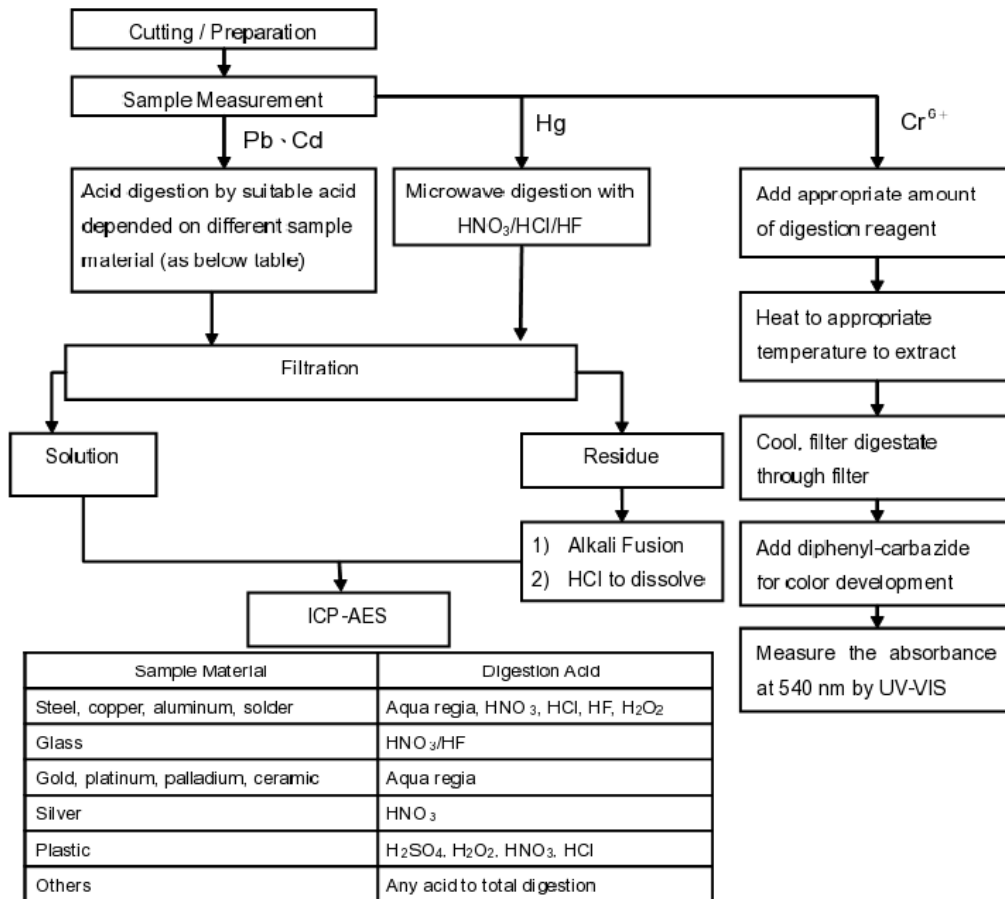 Cutting / Preparation
Sample Measurement
Pb、Cd
Hg
Cr⁶⁺
Acid digestion by suitable acid
depended on different sample
material (as below table)
Microwave digestion with
HNO₃/HCl/HF
Add appropriate amount
of digestion reagent
Heat to appropriate
temperature to extract
Filtration
Solution
Residue
Cool, filter digestate
through filter
1) Alkali Fusion
2) HCl to dissolve
Add diphenyl-carbazide
for color development
ICP-AES
Measure the absorbance
at 540 nm by UV-VIS
Sample Material Digestion Acid
Steel, copper, aluminum, solder Aqua regia, HNO₃, HCl, HF, H₂O₂
Glass HNO₃/HF
Gold, platinum, palladium, ceramic Aqua regia
Silver HNO₃
Plastic H₂SO₄, H₂O₂, HNO₃, HCl
Others Any acid to total digestion